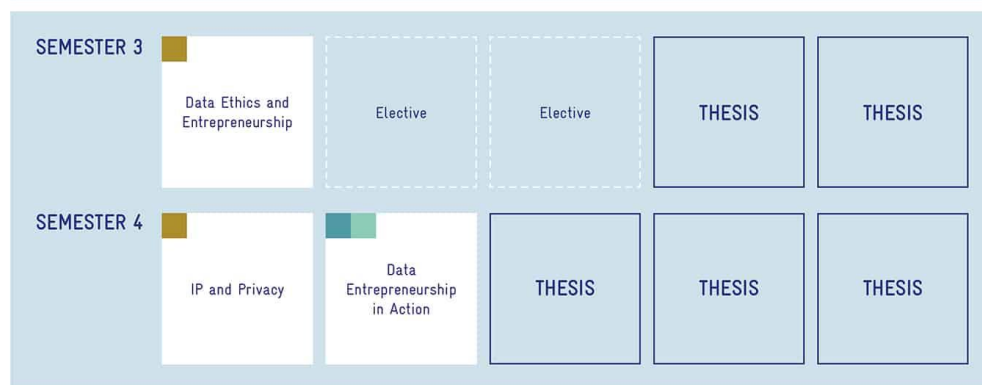 SEMESTER 3
Data Ethics and
Entrepreneurship
Elective
Elective
THESIS
THESIS
SEMESTER 4
IP and Privacy
Data
Entrepreneurship
in Action
THESIS
THESIS
THESIS